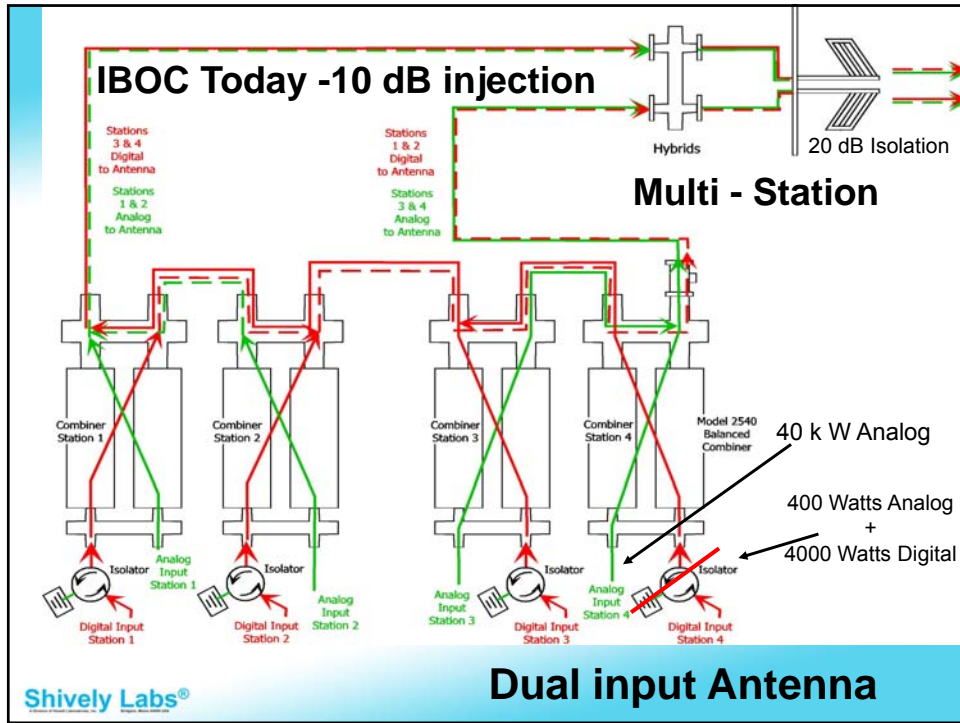 IBOC Today -10 dB injection
Stations
3 & 4
Digital
to Antenna
Stations
1 & 2
Analog
to Antenna
Stations
1 & 2
Digital
to Antenna
Stations
3 & 4
Analog
to Antenna
Hybrids
20 dB Isolation
Multi - Station
Combiner
Station 1
Combiner
Station 2
Combiner
Station 3
Combiner
Station 4
Model 2540
Balanced
Combiner
40 k W Analog
400 Watts Analog
+
4000 Watts Digital
Isolator
Analog
Input
Station 1
Digital Input
Station 1
Isolator
Analog
Input
Station 2
Digital Input
Station 2
Analog
Input
Station 3
Isolator
Digital Input
Station 3
Analog
Input
Station 4
Isolator
Digital Input
Station 4
Shively Labs®
Dual input Antenna